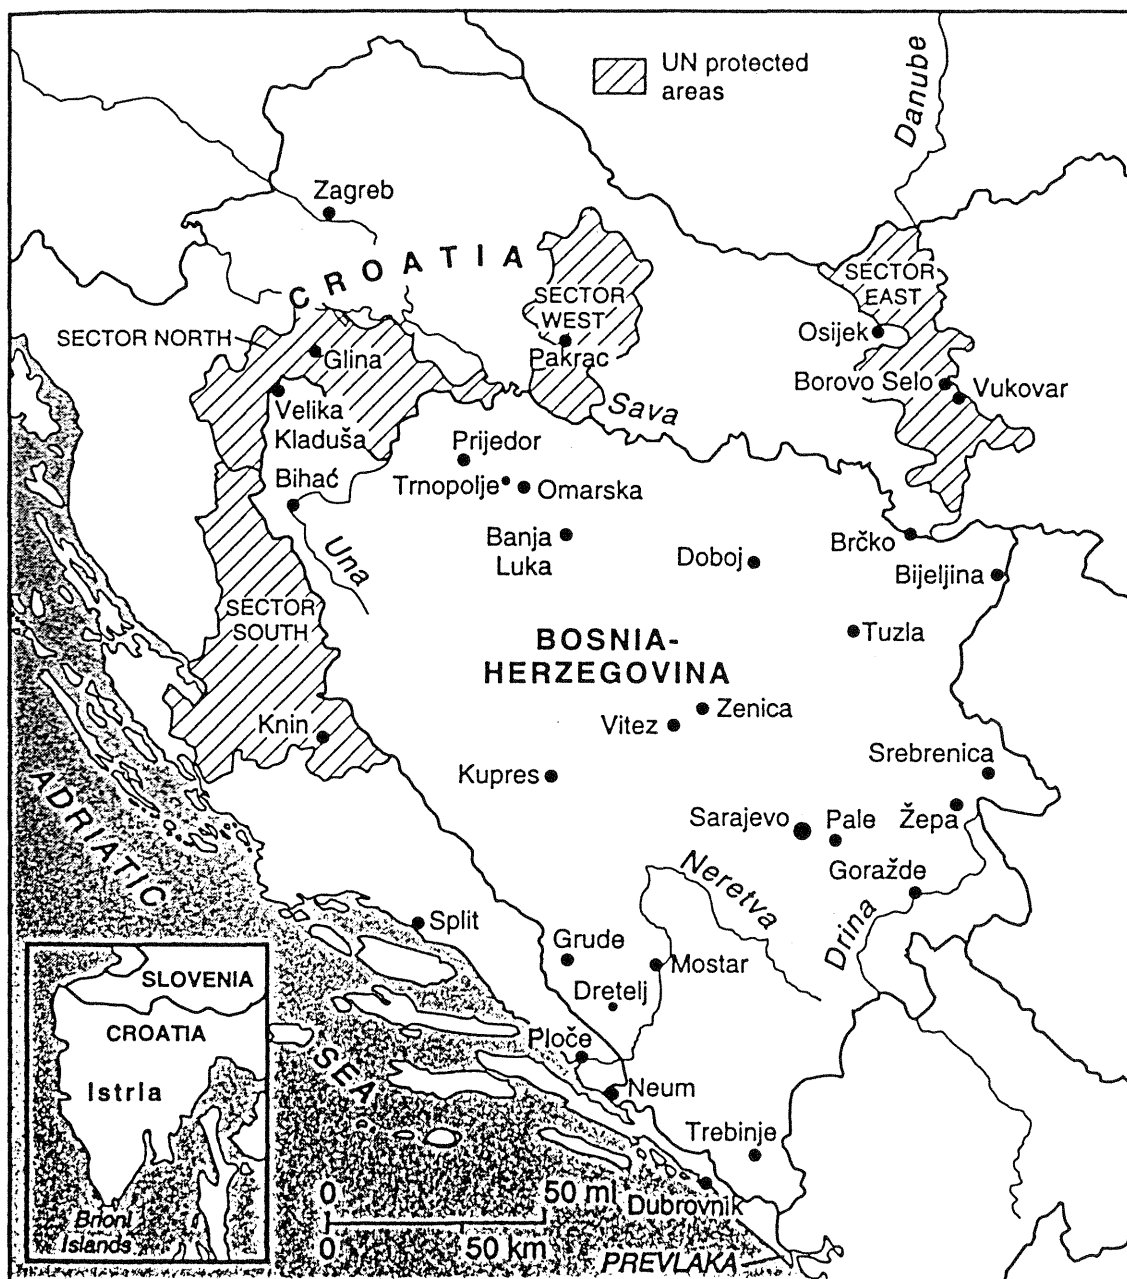 UN protected
areas
Danube
Zagreb
CROATIA
SECTOR
WEST
SECTOR
EAST
SECTOR NORTH
Osijek
Glina
Pakrac
Borovo Selo
Vukovar
Velika
Kladuša
Sava
Prijedor
Bihać
Trnopolje
Omarska
Una
Banja
Luka
Doboj
Brčko
Bijeljina
SECTOR
SOUTH
BOSNIA-
HERZEGOVINA
Tuzla
Knin
Zenica
Vitez
Srebrenica
Kupres
ADRIATIC
SEA
Sarajevo
Pale
Žepa
Goražde
Neretva
Drina
Split
Grude
Mostar
Dretelj
Ploče
Neum
Trebinje
Dubrovnik
PREVLAKA
SLOVENIA
CROATIA
Istria
Brioni
Islands
0 50 mi
0 50 km